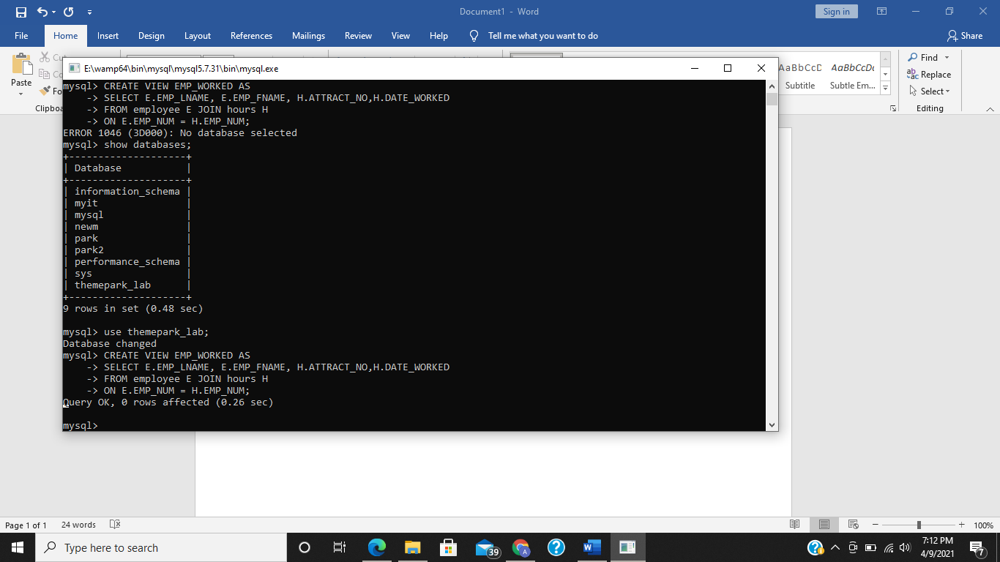 Document1 - Word
Sign in
File Home Insert Design Layout References Mailings Review View Help Tell me what you want to do Share
Paste
Cu
Co
Fo
Clipboa
AaBbCcD AaBbCcDc
Subtitle Subtle Em...
Find
Replace
Select
Editing
E:\wamp64\bin\mysql\mysql5.7.31\bin\mysql.exe
mysql> CREATE VIEW EMP_WORKED AS
-> SELECT E.EMP_LNAME, E.EMP_FNAME, H.ATTRACT_NO,H.DATE_WORKED
-> FROM employee E JOIN hours H
-> ON E.EMP_NUM = H.EMP_NUM;
ERROR 1046 (3D000): No database selected
mysql> show databases;
+--------------------+
| Database           |
+--------------------+
| information_schema |
| myit               |
| mysql              |
| newm               |
| park               |
| park2              |
| performance_schema |
| sys                |
| themepark_lab      |
+--------------------+
9 rows in set (0.48 sec)
mysql> use themepark_lab;
Database changed
mysql> CREATE VIEW EMP_WORKED AS
-> SELECT E.EMP_LNAME, E.EMP_FNAME, H.ATTRACT_NO,H.DATE_WORKED
-> FROM employee E JOIN hours H
-> ON E.EMP_NUM = H.EMP_NUM;
Query OK, 0 rows affected (0.26 sec)
mysql>
Page 1 of 1 24 words
100%
Type here to search
39
7:12 PM
4/9/2021
7